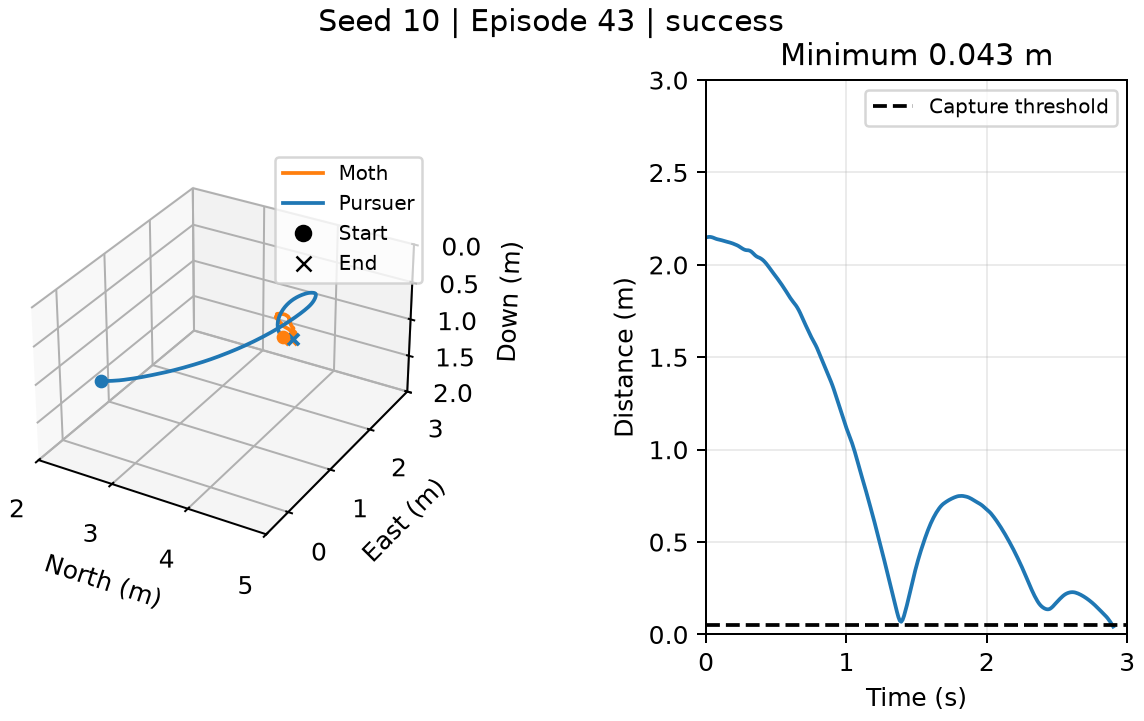 Seed 10 | Episode 43 | success
Moth
Pursuer
Start
End
0.0
0.5
1.0
1.5
2.0
Down (m)
3
2
1
0
East (m)
2
3
4
5
North (m)
Minimum 0.043 m
Capture threshold
3.0
2.5
2.0
1.5
1.0
0.5
0.0
Distance (m)
0
1
2
3
Time (s)